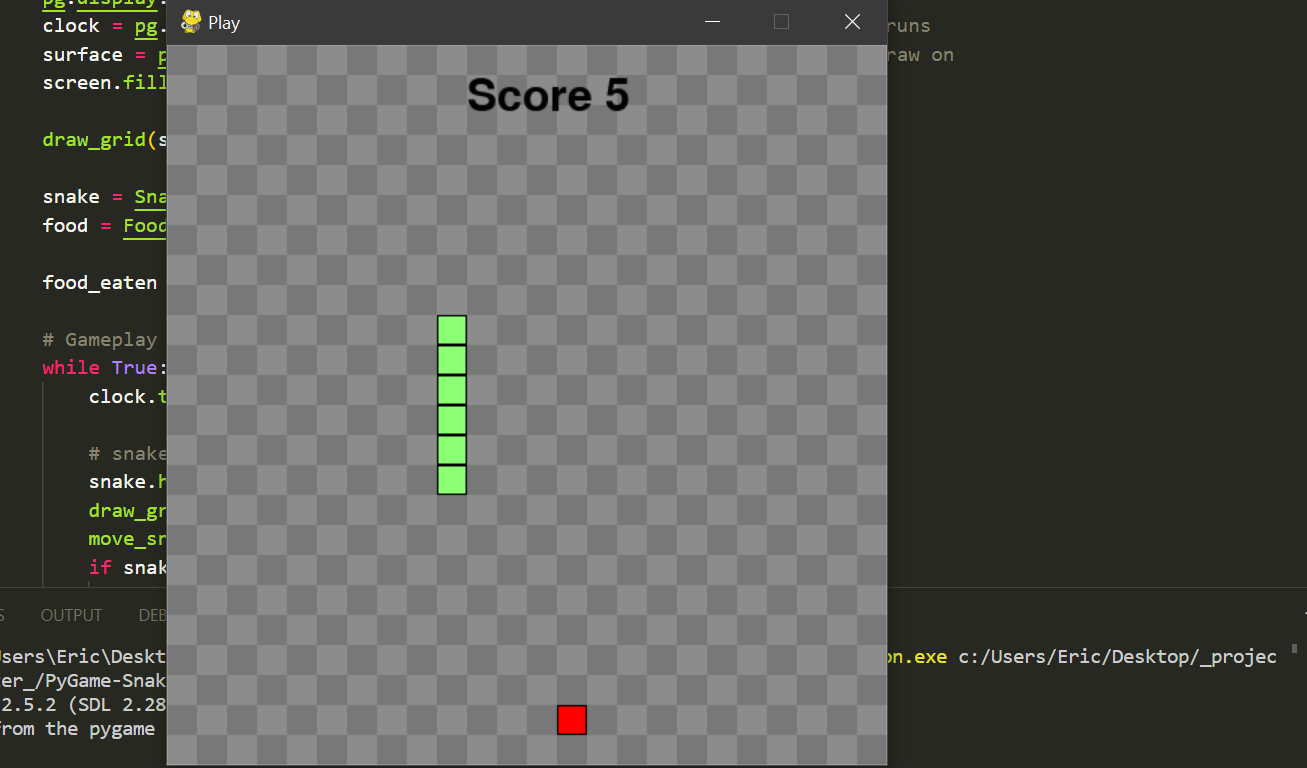 clock = pg.
Play
runs
surface =
raw on
screen.fill
Score 5
draw_grid(s
snake = Sna
food = Food
food_eaten
# Gameplay
while True:
clock.t
# snake
snake.h
draw_gr
move_sn
if snak
S OUTPUT DEB
Users\Eric\Deskt
on.exe c:/Users/Eric/Desktop/_projec
er_/PyGame-Snak
2.5.2 (SDL 2.28
from the pygame